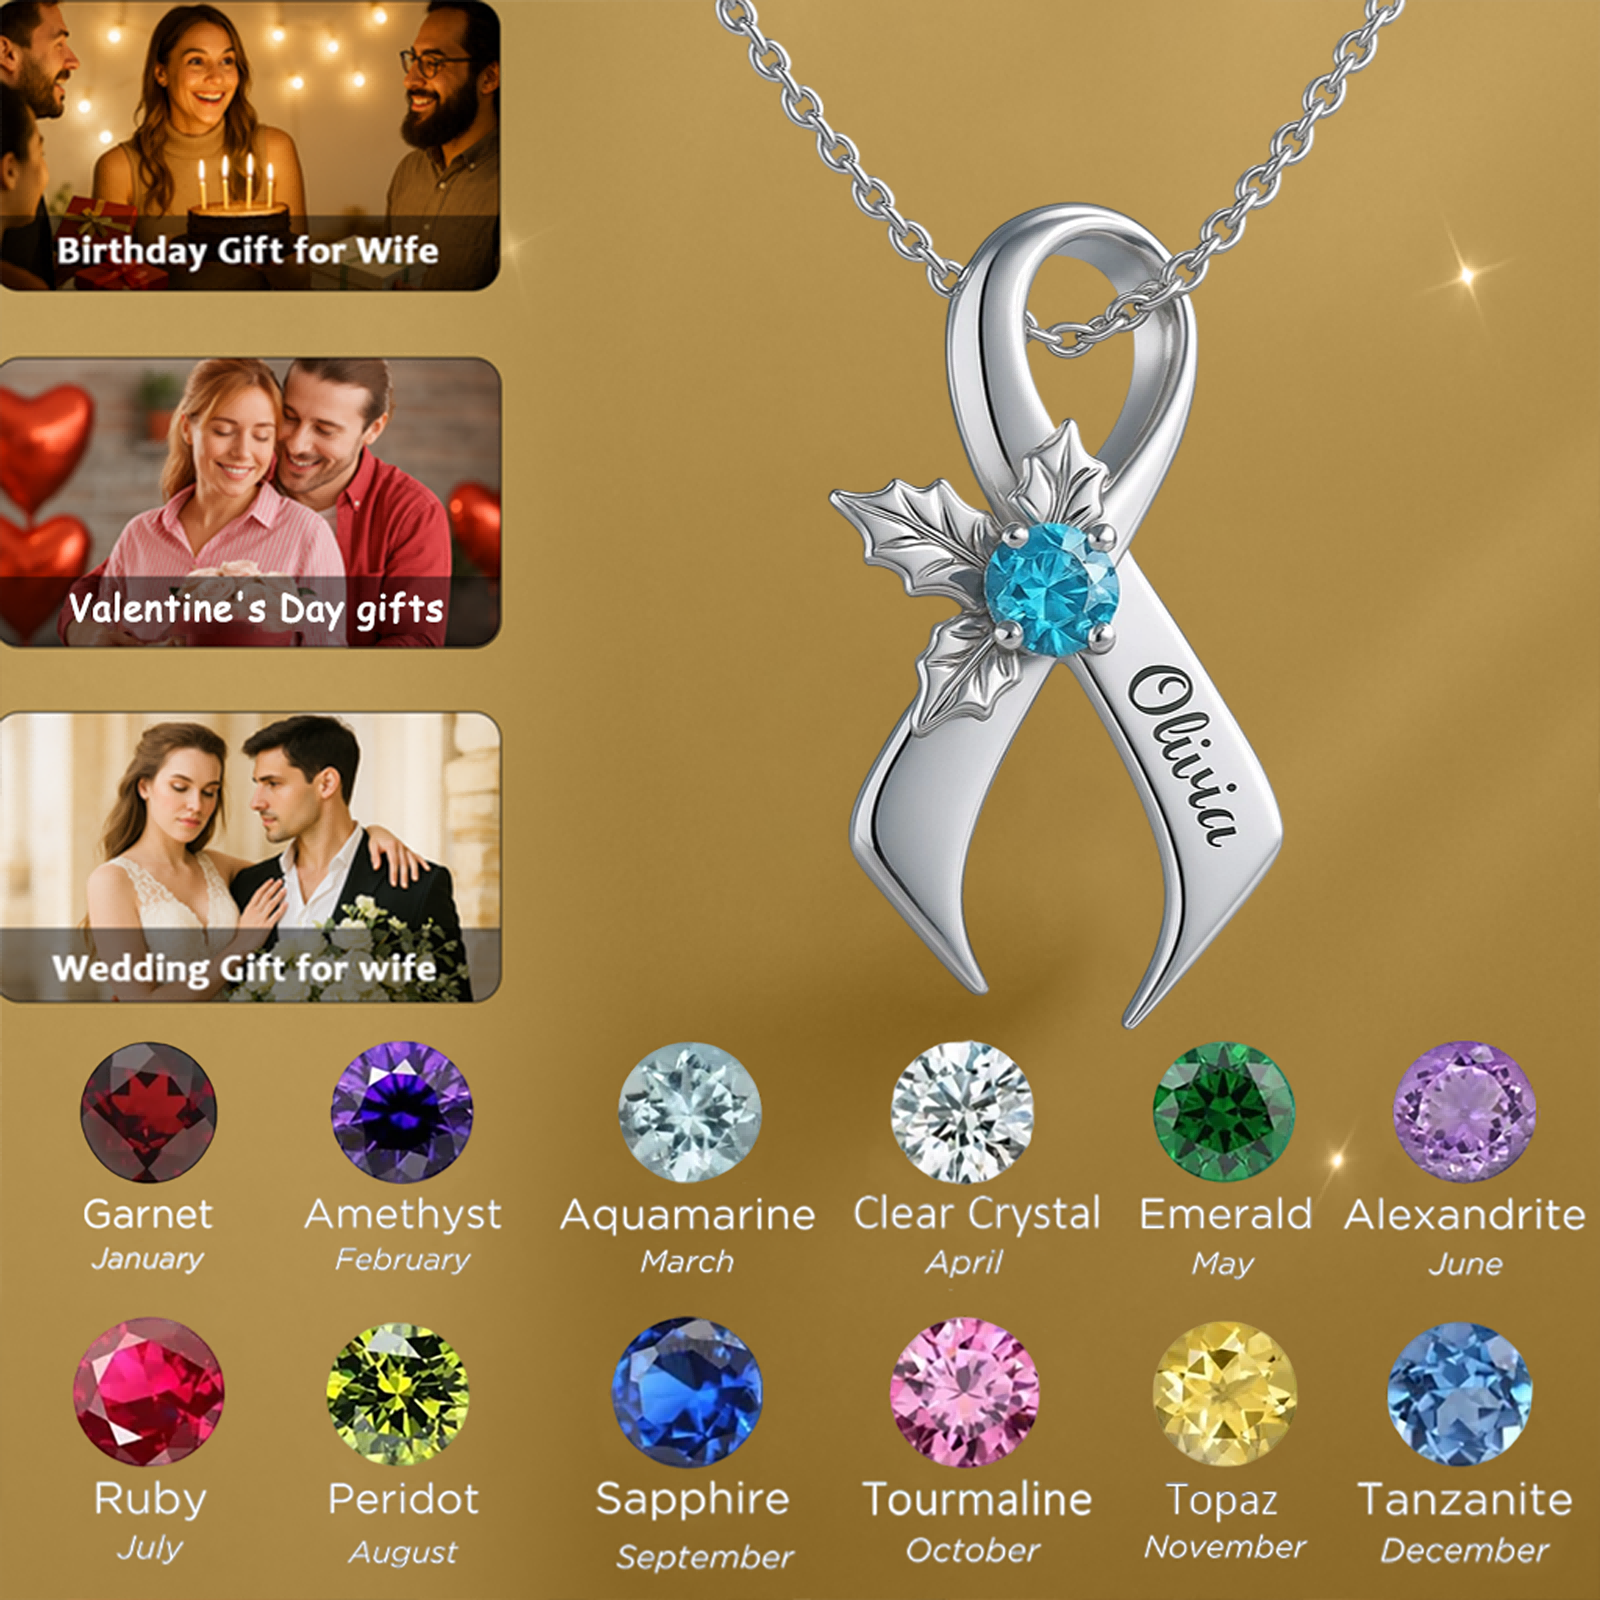 Birthday Gift for Wife
Valentine's Day gifts
Wedding Gift for wife
Olivia
Garnet
January
Amethyst
February
Aquamarine
March
Clear Crystal
April
Emerald
May
Alexandrite
June
Ruby
July
Peridot
August
Sapphire
September
Tourmaline
October
Topaz
November
Tanzanite
December